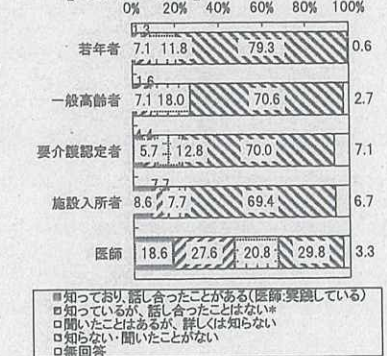 0% 20% 40% 60% 80% 100%
1.3
若年者 7.1 11.8 79.3 0.6
1.6
一般高齢者 7.1 18.0 70.6 2.7
4.4
要介護認定者 5.7 12.8 70.0 7.1
7.7
施設入所者 8.6 7.7 69.4 6.7
医師 18.6 27.6 20.8 29.8 3.3
知っており、話し合ったことがある(医師:実践している)
知っているが、話し合ったことはない*
聞いたことはあるが、詳しくは知らない
知らない・聞いたことがない
無回答